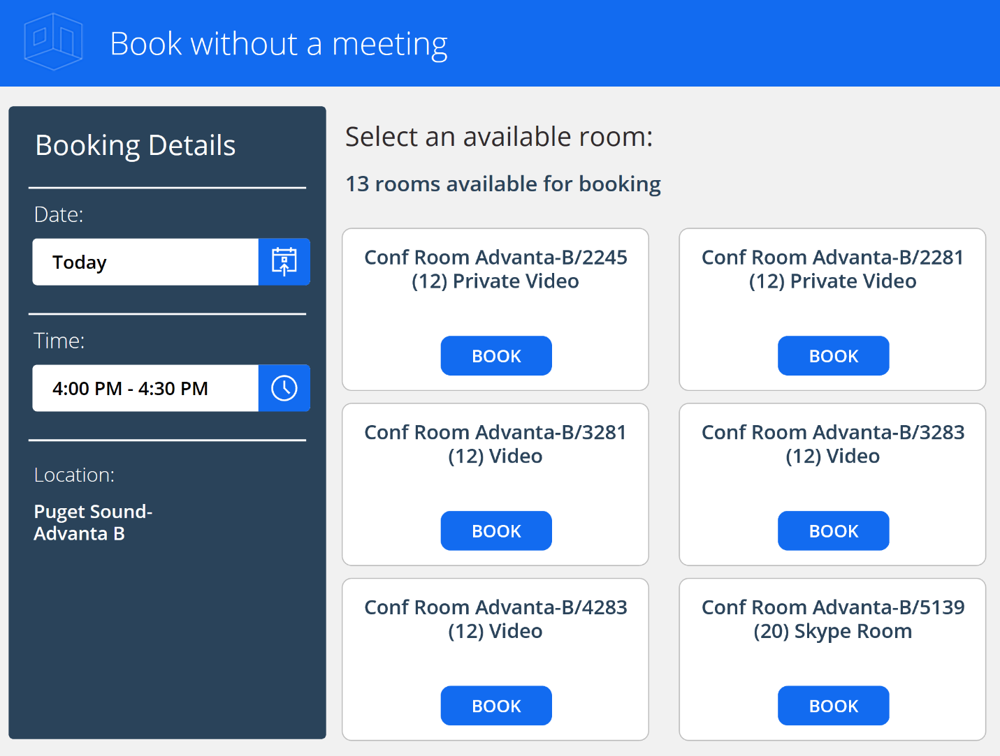 Book without a meeting
Booking Details
Date:
Today
Time:
4:00 PM - 4:30 PM
Location:
Puget Sound-
Advanta B
Select an available room:
13 rooms available for booking
Conf Room Advanta-B/2245
(12) Private Video
BOOK
Conf Room Advanta-B/2281
(12) Private Video
BOOK
Conf Room Advanta-B/3281
(12) Video
BOOK
Conf Room Advanta-B/3283
(12) Video
BOOK
Conf Room Advanta-B/4283
(12) Video
BOOK
Conf Room Advanta-B/5139
(20) Skype Room
BOOK